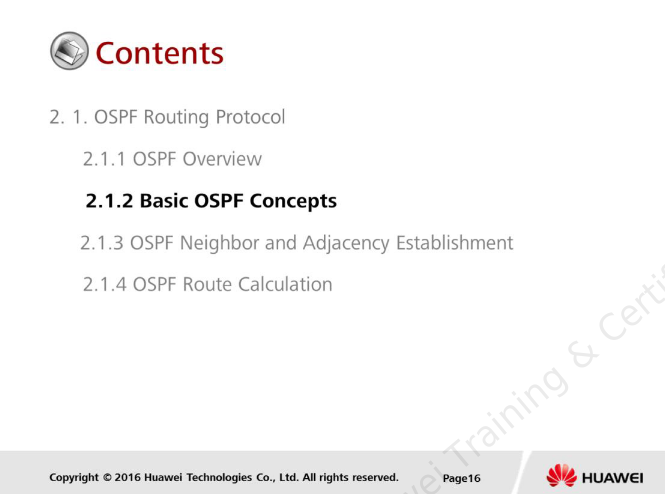 Contents
2. 1. OSPF Routing Protocol
2.1.1 OSPF Overview
2.1.2 Basic OSPF Concepts
2.1.3 OSPF Neighbor and Adjacency Establishment
2.1.4 OSPF Route Calculation
Training &
Copyright © 2016 Huawei Technologies Co., Ltd. All rights reserved.
Page16
HUAWEI